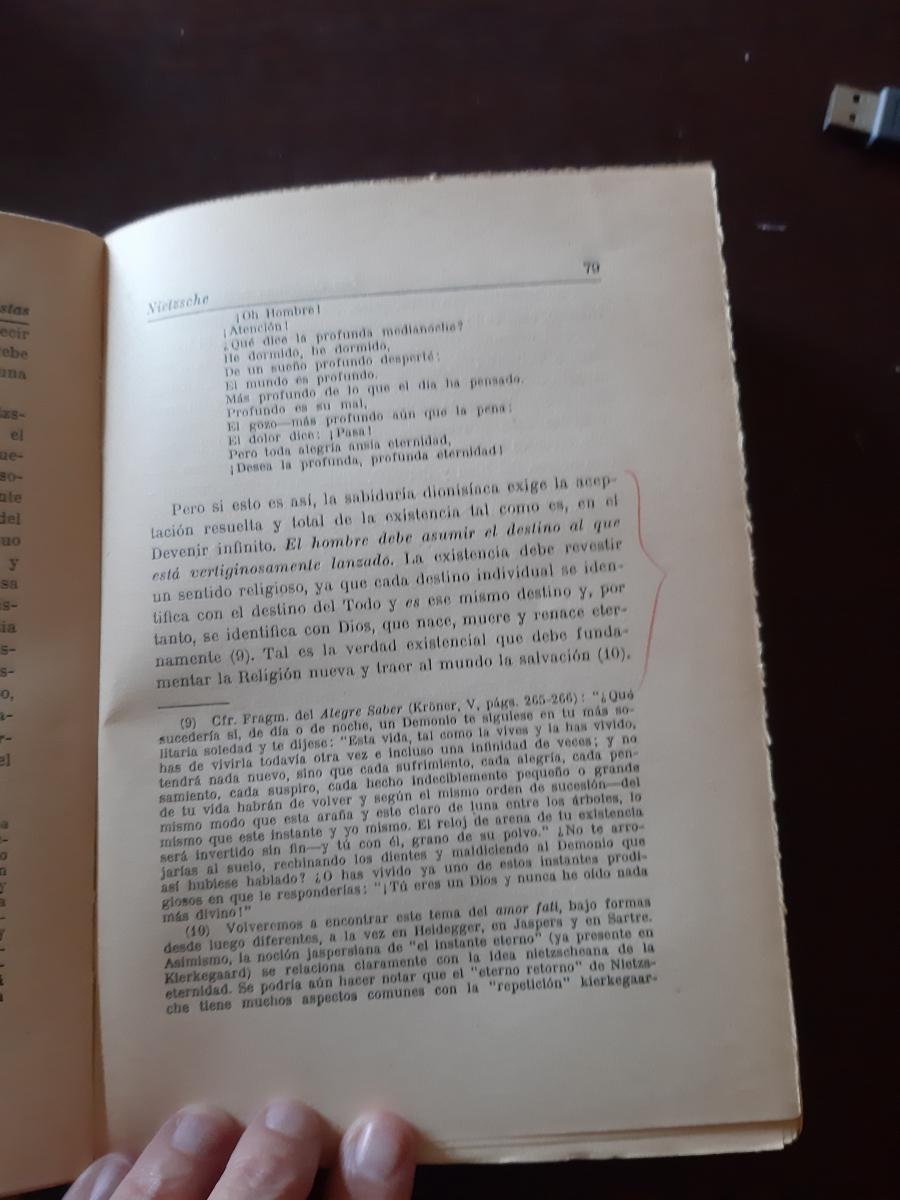 stas
ecir
ebe
una
zs-
el
ue-
so-
nte
del
uo
y
sa
s-
ia
s-
s-
o,
a-
r-
el
Nietzsche 79
¡Oh Hombre!
¡Atención!
¿Qué dice la profunda medianoche?
He dormido, he dormido,
De un sueño profundo desperté:
El mundo es profundo.
Más profundo de lo que el día ha pensado.
Profundo es su mal,
El gozo—más profundo aún que la pena:
El dolor dice: ¡Pasa!
Pero toda alegría ansía eternidad,
¡Desea la profunda, profunda eternidad!
Pero si esto es así, la sabiduría dionisíaca exige la acep-
tación resuelta y total de la existencia tal como es, en el
Devenir infinito. El hombre debe asumir el destino al que
está vertiginosamente lanzado. La existencia debe revestir
un sentido religioso, ya que cada destino individual se iden-
tifica con el destino del Todo y es ese mismo destino y, por
tanto, se identifica con Dios, que nace, muere y renace eter-
namente (9). Tal es la verdad existencial que debe funda-
mentar la Religión nueva y traer al mundo la salvación (10).
(9) Cfr. Fragm. del Alegre Saber (Kröner, V, págs. 265-266): "¿Qué
sucedería si, de día o de noche, un Demonio te siguiese en tu más so-
litaria soledad y te dijese: "Esta vida, tal como la vives y la has vivido,
has de vivirla todavía otra vez e incluso una infinidad de veces; y no
tendrá nada nuevo, sino que cada sufrimiento, cada alegría, cada pen-
samiento, cada suspiro, cada hecho indeciblemente pequeño o grande
de tu vida habrán de volver y según el mismo orden de sucesión—del
mismo modo que esta araña y este claro de luna entre los árboles, lo
mismo que este instante y yo mismo. El reloj de arena de tu existencia
será invertido sin fin—y tú con él, grano de su polvo." ¿No te arro-
jarías al suelo, rechinando los dientes y maldiciendo al Demonio que
así hubiese hablado? ¿O has vivido ya uno de estos instantes prodi-
giosos en que le responderías: "¡Tú eres un Dios y nunca he oído nada
más divino!"
(10) Volveremos a encontrar este tema del amor fati, bajo formas
desde luego diferentes, a la vez en Heidegger, en Jaspers y en Sartre.
Asimismo, la noción jaspersiana de "el instante eterno" (ya presente en
Kierkegaard) se relaciona claramente con la idea nietzscheana de la
eternidad. Se podría aún hacer notar que el "eterno retorno" de Nietzs-
che tiene muchos aspectos comunes con la "repetición" kierkegaar-